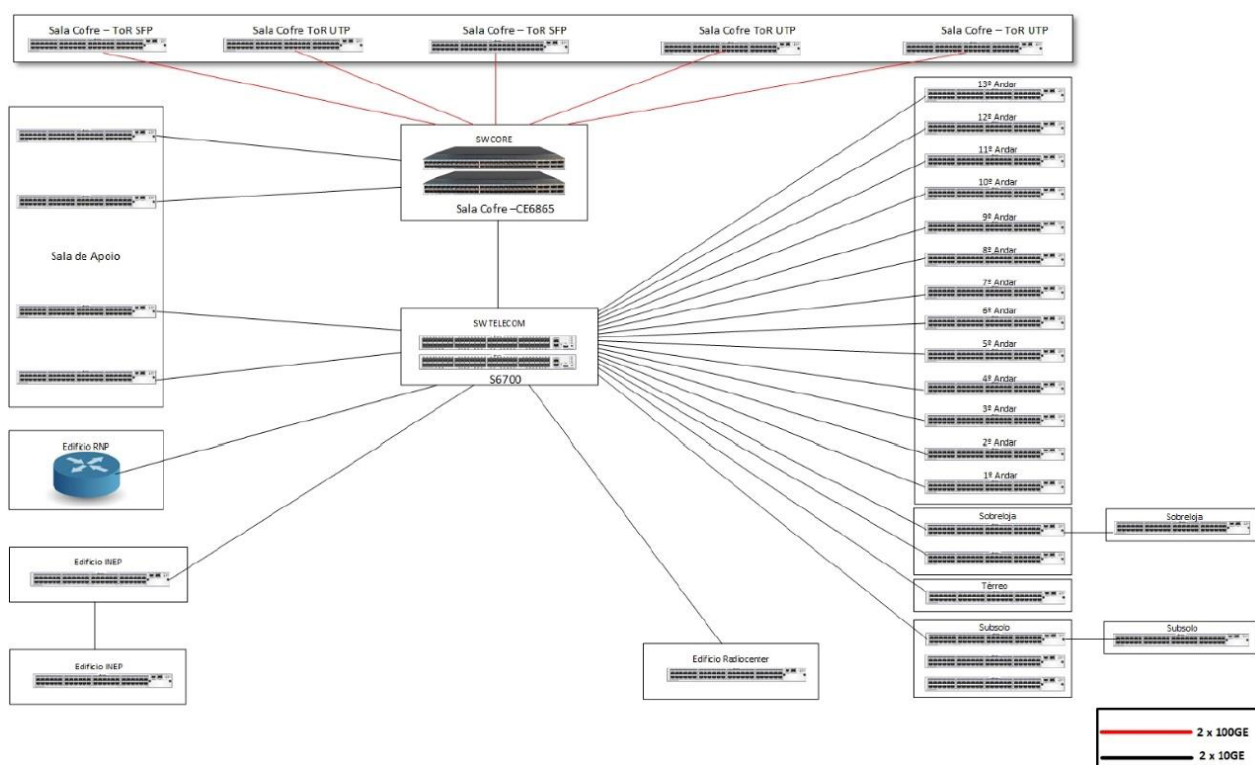 Sala Cofre – ToR SFP
Sala Cofre ToR UTP
Sala Cofre – ToR SFP
Sala Cofre ToR UTP
Sala Cofre – ToR UTP
SWCORE
Sala Cofre –CE6865
Sala de Apoio
SWTELECOM
S6700
Edifício RNP
Edificio INEP
Edificio INEP
Edificio Radiocenter
13º Andar
12º Andar
11º Andar
10º Andar
9º Andar
8º Andar
7º Andar
6º Andar
5º Andar
4º Andar
3º Andar
2º Andar
1º Andar
Sobreloja
Sobreloja
Térreo
Subsolo
Subsolo
2 x 100GE
2 x 10GE